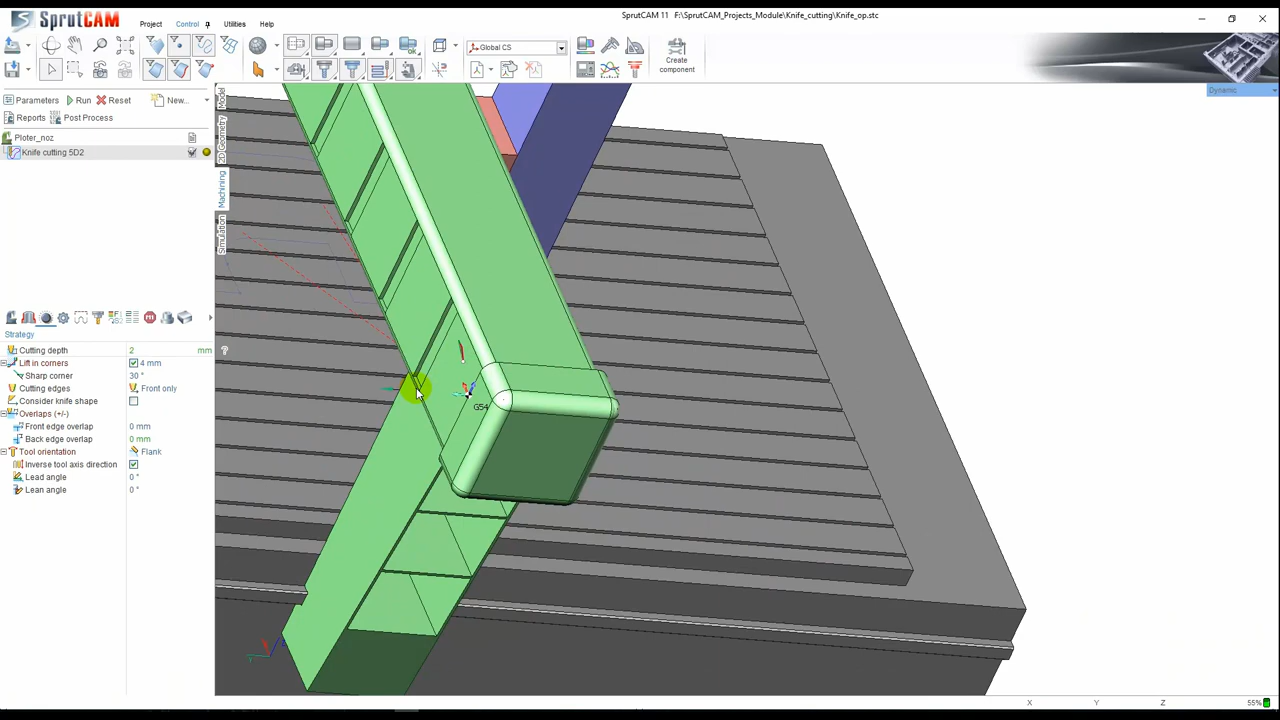 SprutCAM
Project
Control
Utilities
Help
SprutCAM 11 F:\SprutCAM_Projects_Module\Knife_cutting\Knife_op.stc
Global CS
Create
component
Dynamic
Parameters
Run
Reset
New...
Reports
Post Process
Ploter_noz
Knife cutting 5D2
Model
2D Geometry
Machining
Simulation
Strategy
?
Cutting depth 2 mm
Lift in corners 4 mm
Sharp corner 30 °
Cutting edges Front only
Consider knife shape
Overlaps (+/-)
Front edge overlap 0 mm
Back edge overlap 0 mm
Tool orientation Flank
Inverse tool axis direction
Lead angle 0 °
Lean angle 0 °
G54
X
Y
Z
55%